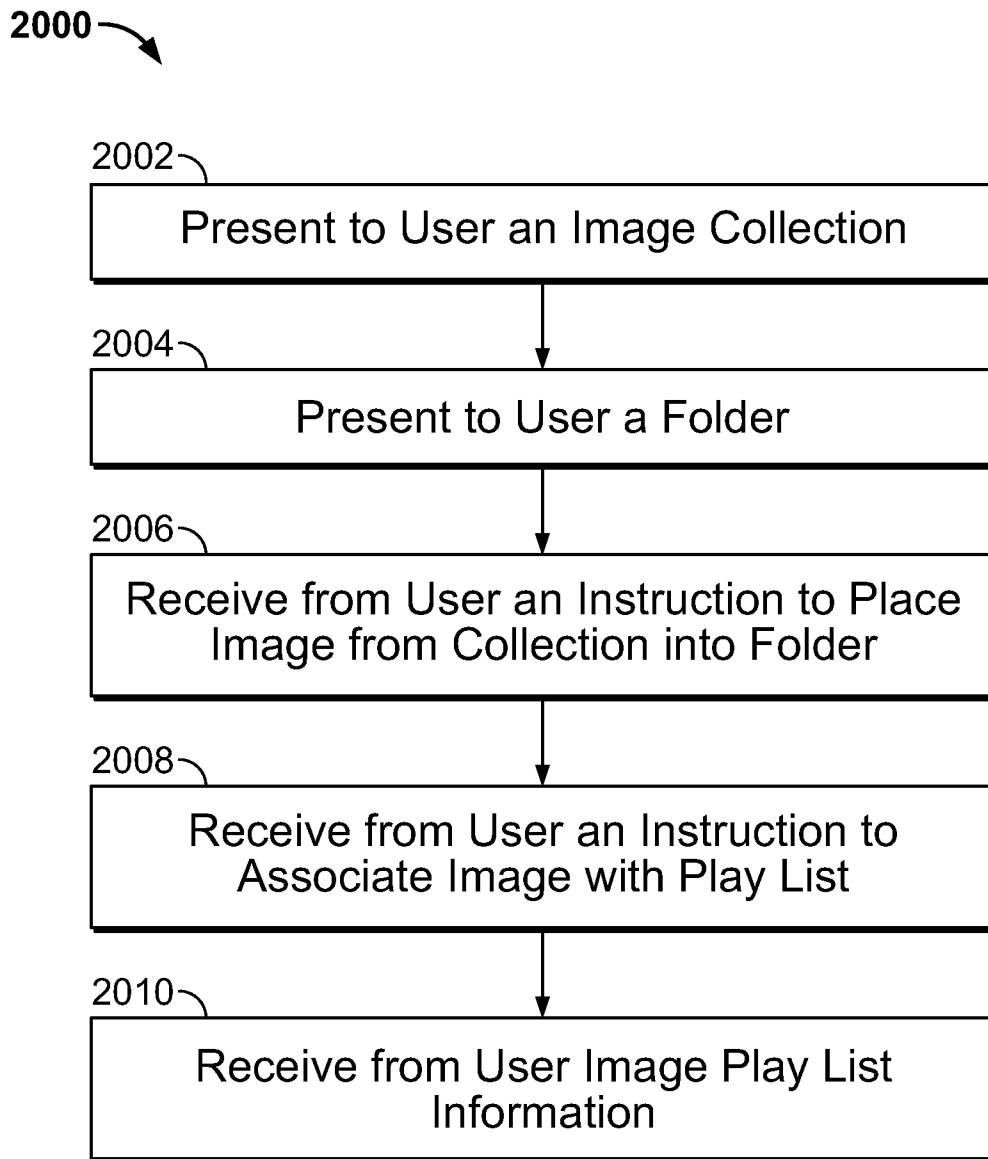 2000
2002
Present to User an Image Collection
2004
Present to User a Folder
2006
Receive from User an Instruction to Place
Image from Collection into Folder
2008
Receive from User an Instruction to
Associate Image with Play List
2010
Receive from User Image Play List
Information